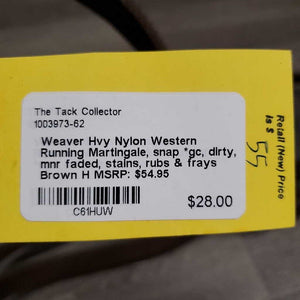 The Tack Collector
1003973-62
Weaver Hvy Nylon Western
Running Martingale, snap *gc, dirty,
mnr faded, stains, rubs & frays
Brown H MSRP: $54.95
C61HUW
$28.00
Retail (New) Price
is $ 55